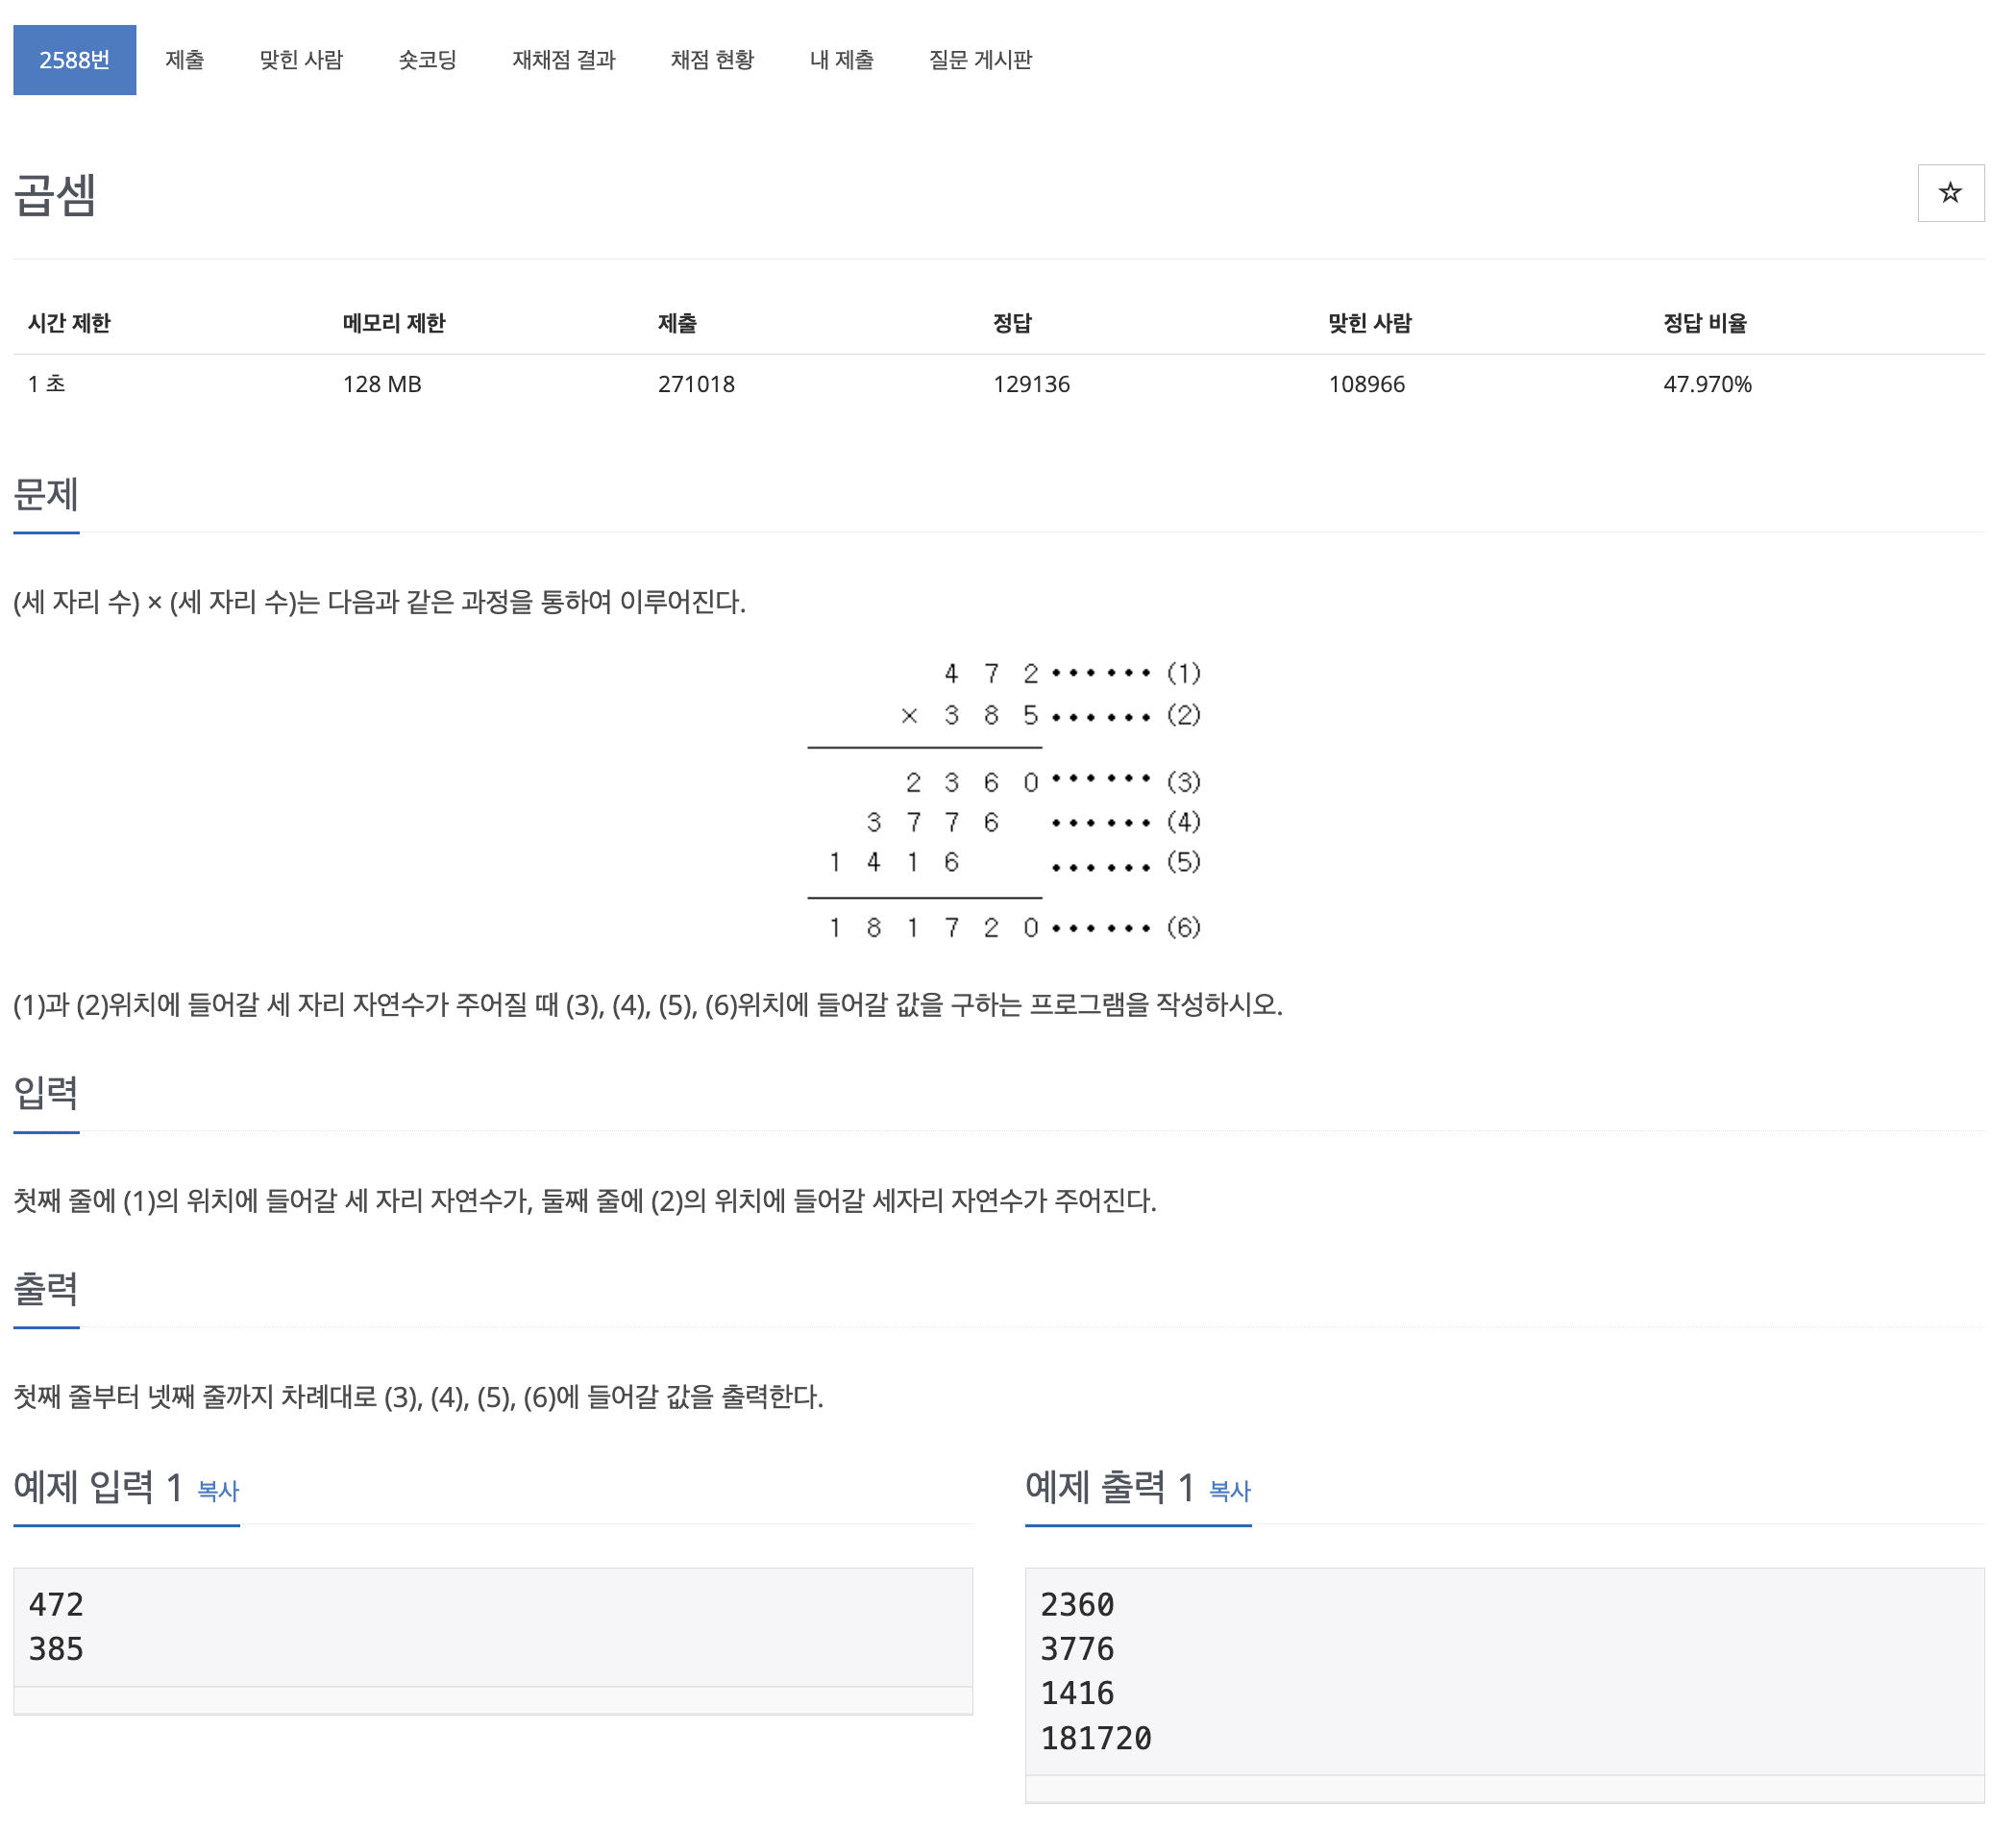 2588번 제출 맞힌 사람 숏코딩 재채점 결과 채점 현황 내 제출 질문 게시판
곱셈
☆
시간 제한 메모리 제한 제출 정답 맞힌 사람 정답 비율
1 초 128 MB 271018 129136 108966 47.970%
문제
(세 자리 수) × (세 자리 수)는 다음과 같은 과정을 통하여 이루어진다.
4 7 2 •••••• (1)
× 3 8 5 •••••• (2)
2 3 6 0 •••••• (3)
3 7 7 6 •••••• (4)
1 4 1 6 •••••• (5)
1 8 1 7 2 0 •••••• (6)
(1)과 (2)위치에 들어갈 세 자리 자연수가 주어질 때 (3), (4), (5), (6)위치에 들어갈 값을 구하는 프로그램을 작성하시오.
입력
첫째 줄에 (1)의 위치에 들어갈 세 자리 자연수가, 둘째 줄에 (2)의 위치에 들어갈 세자리 자연수가 주어진다.
출력
첫째 줄부터 넷째 줄까지 차례대로 (3), (4), (5), (6)에 들어갈 값을 출력한다.
예제 입력 1 복사
472
385
예제 출력 1 복사
2360
3776
1416
181720